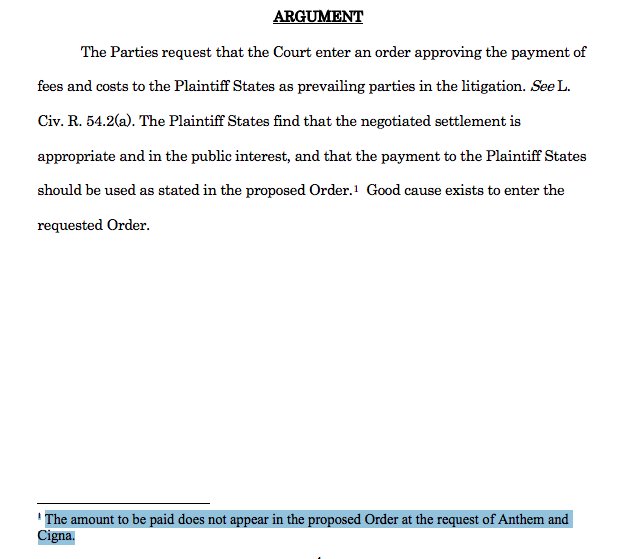 ARGUMENT
The Parties request that the Court enter an order approving the payment of
fees and costs to the Plaintiff States as prevailing parties in the litigation. See L.
Civ. R. 54.2(a). The Plaintiff States find that the negotiated settlement is
appropriate and in the public interest, and that the payment to the Plaintiff States
should be used as stated in the proposed Order.¹ Good cause exists to enter the
requested Order.
¹ The amount to be paid does not appear in the proposed Order at the request of Anthem and
Cigna.